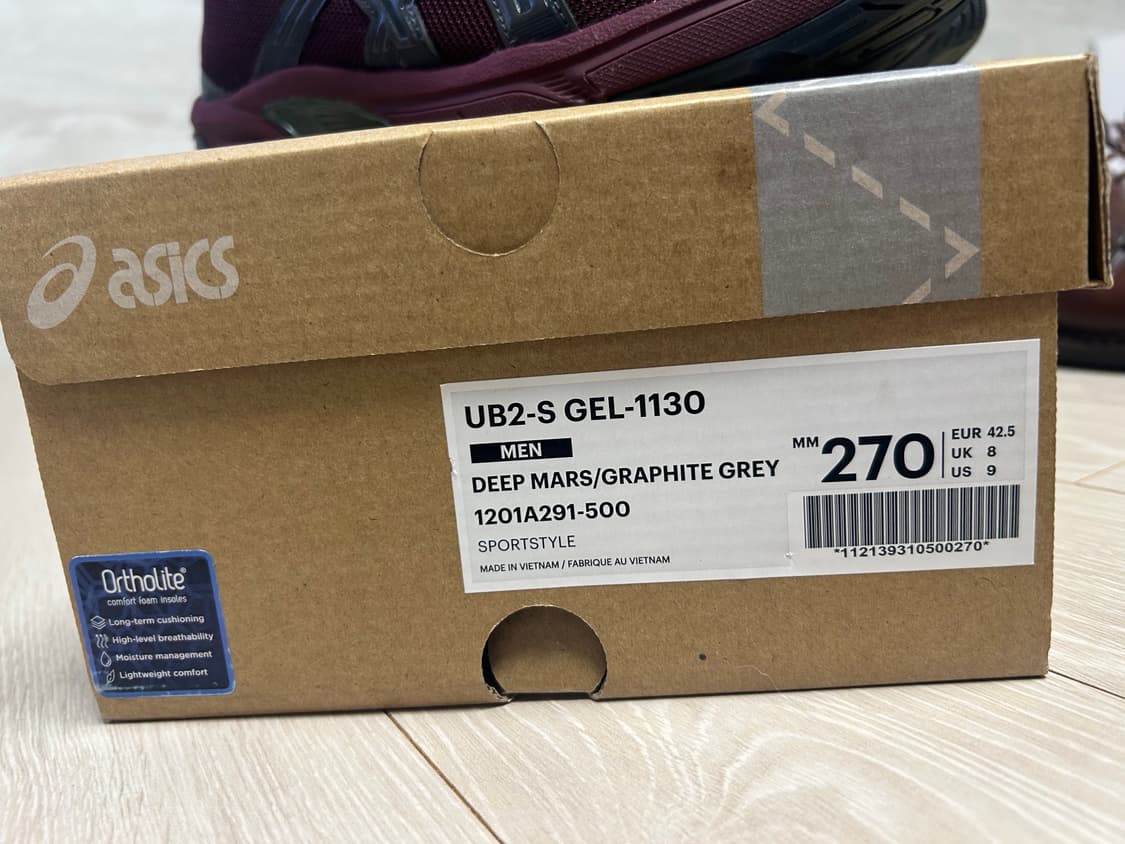 asics
UB2-S GEL-1130
MEN
DEEP MARS/GRAPHITE GREY
1201A291-500
SPORTSTYLE
MADE IN VIETNAM / FABRIQUE AU VIETNAM
MM 270
EUR 42.5
UK 8
US 9
*112139310500270*
Ortholite®
comfort foam insoles
Long-term cushioning
High-level breathability
Moisture management
Lightweight comfort